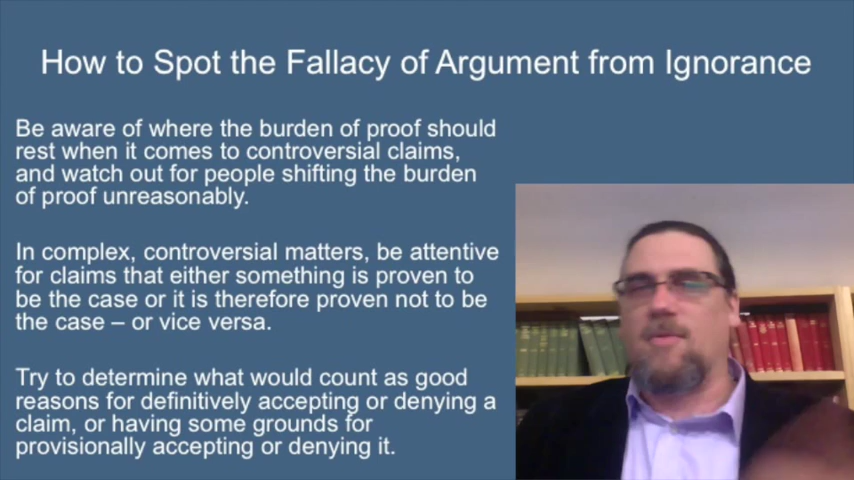 How to Spot the Fallacy of Argument from Ignorance
Be aware of where the burden of proof should
rest when it comes to controversial claims,
and watch out for people shifting the burden
of proof unreasonably.
In complex, controversial matters, be attentive
for claims that either something is proven to
be the case or it is therefore proven not to be
the case – or vice versa.
Try to determine what would count as good
reasons for definitively accepting or denying a
claim, or having some grounds for
provisionally accepting or denying it.